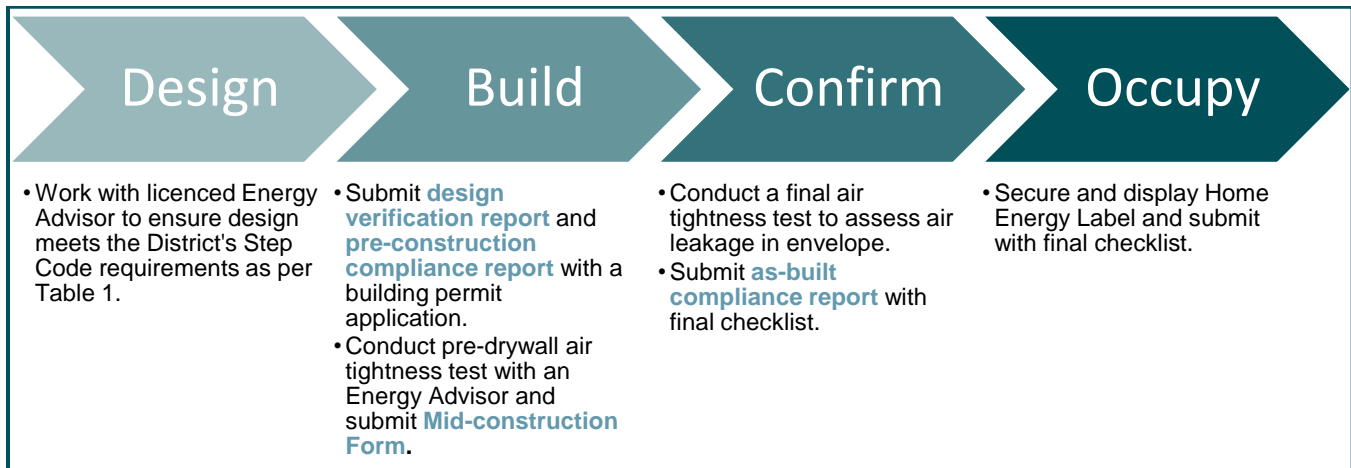 Design
Build
Confirm
Occupy
• Work with licenced Energy
Advisor to ensure design
meets the District's Step
Code requirements as per
Table 1.
• Submit design
verification report and
pre-construction
compliance report with a
building permit
application.
• Conduct pre-drywall air
tightness test with an
Energy Advisor and
submit Mid-construction
Form.
• Conduct a final air
tightness test to assess air
leakage in envelope.
• Submit as-built
compliance report with
final checklist.
• Secure and display Home
Energy Label and submit
with final checklist.